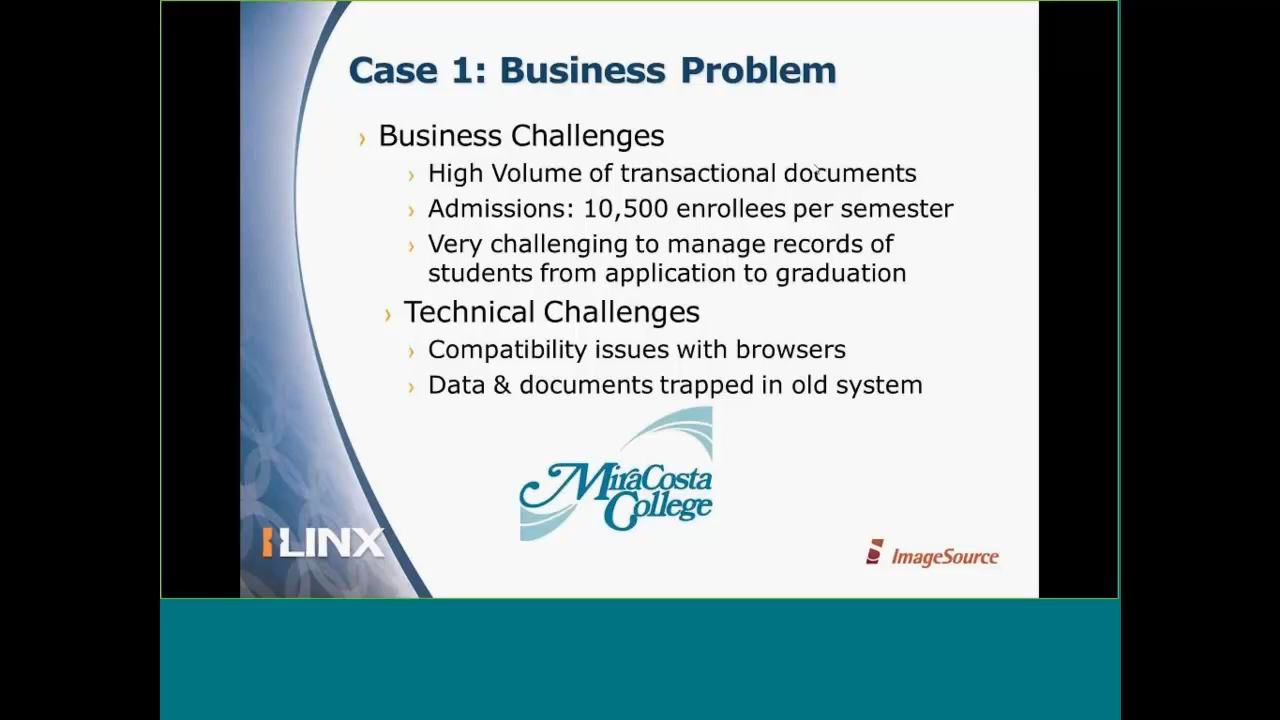 Case 1: Business Problem
› Business Challenges
› High Volume of transactional documents
› Admissions: 10,500 enrollees per semester
› Very challenging to manage records of
students from application to graduation
› Technical Challenges
› Compatibility issues with browsers
› Data & documents trapped in old system
MiraCosta
College
ILINX
ImageSource